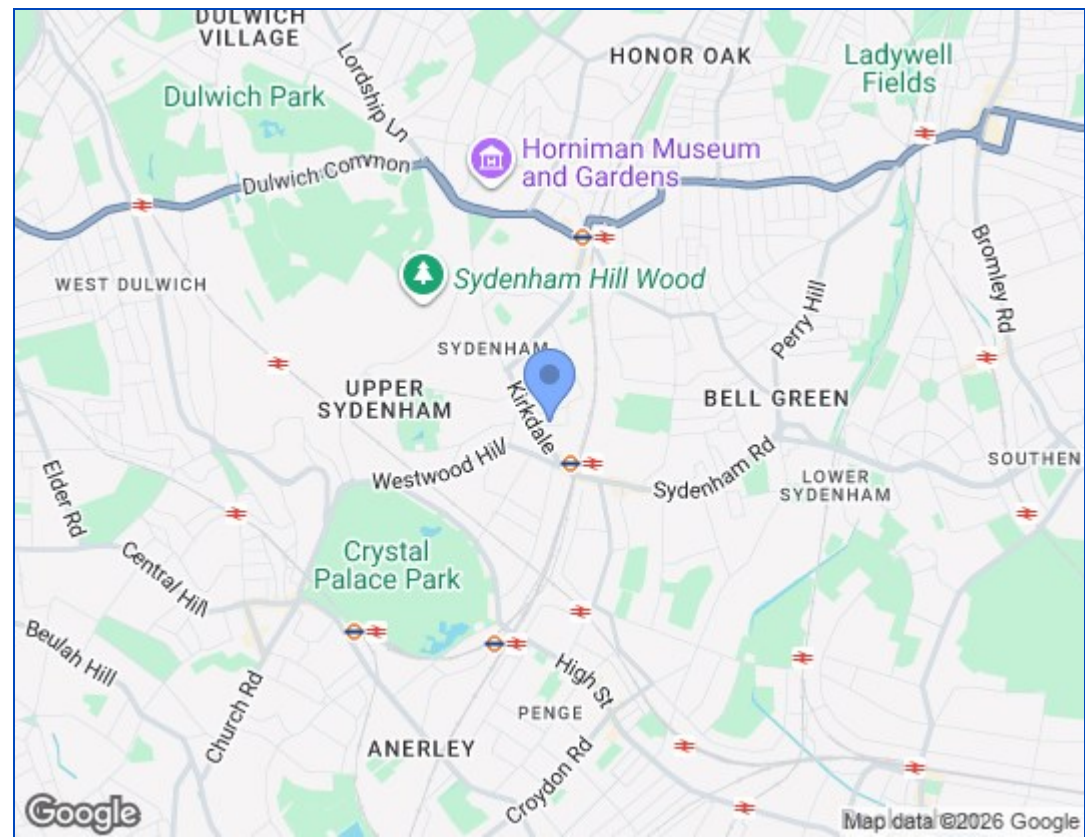 DULWICH
VILLAGE
HONOR OAK
Ladywell
Fields
Lordship Ln
Dulwich Park
Horniman Museum
and Gardens
Dulwich Common
Bromley Rd
WEST DULWICH
Sydenham Hill Wood
Perry Hill
SYDENHAM
UPPER
SYDENHAM
Kirkdale
BELL GREEN
Westwood Hill
Sydenham Rd
SOUTHEN
LOWER
SYDENHAM
Elder Rd
Crystal
Palace Park
Central Hill
Beulah Hill
High St
Church Rd
PENGE
ANERLEY
Croydon Rd
Google
Map data ©2026 Google